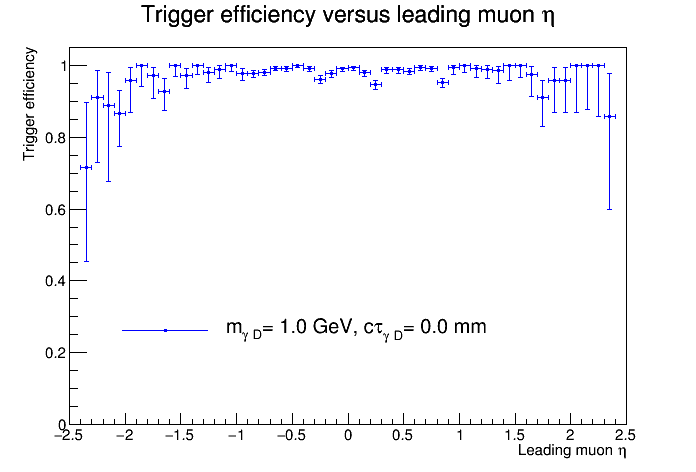 Trigger efficiency versus leading muon η
Trigger efficiency
1
0.8
0.6
0.4
0.2
0
mγ D= 1.0 GeV, cτγ D= 0.0 mm
−2.5 −2 −1.5 −1 −0.5 0 0.5 1 1.5 2 2.5
Leading muon η